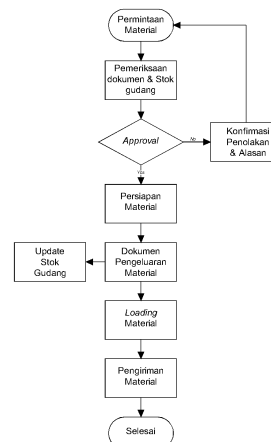 Permintaan
Material
Pemeriksaan
dokumen & Stok
gudang
Approval
No
Konfirmasi
Penolakan
& Alasan
Yes
Persiapan
Material
Update
Stok
Gudang
Dokumen
Pengeluaran
Material
Loading
Material
Pengiriman
Material
Selesai